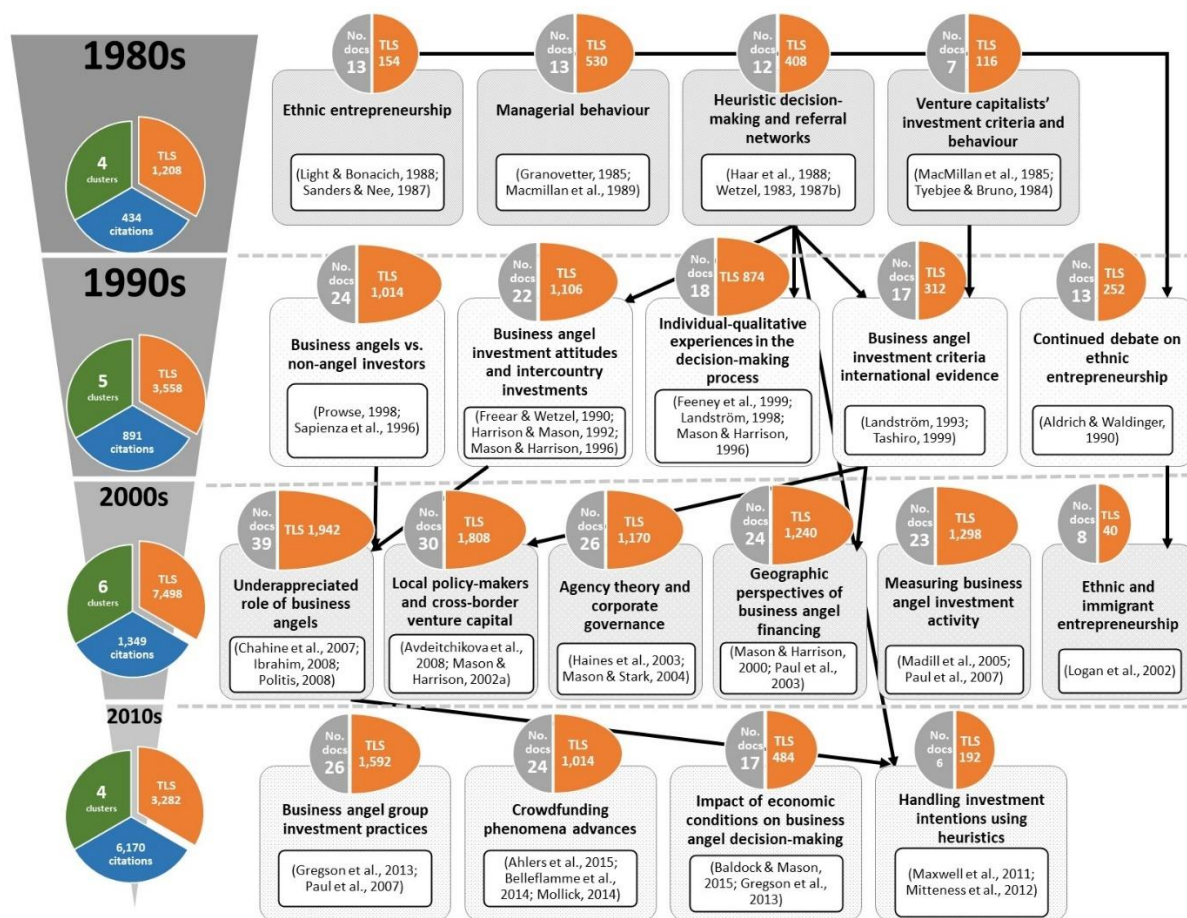 1980s
4
clusters
TLS
1,208
434
citations
No.
docs
13
TLS
154
Ethnic entrepreneurship
(Light & Bonacich, 1988;
Sanders & Nee, 1987)
No.
docs
13
TLS
530
Managerial behaviour
(Granovetter, 1985;
Macmillan et al., 1989)
No.
docs
12
TLS
408
Heuristic decision-
making and referral
networks
(Haar et al., 1988;
Wetzel, 1983, 1987b)
No.
docs
7
TLS
116
Venture capitalists’
investment criteria and
behaviour
(MacMillan et al., 1985;
Tyebjee & Bruno, 1984)
1990s
5
clusters
TLS
3,558
891
citations
No.
docs
24
TLS
1,014
Business angels vs.
non-angel investors
(Prowse, 1998;
Sapienza et al., 1996)
No.
docs
22
TLS
1,106
Business angel
investment attitudes
and intercountry
investments
(Freear & Wetzel, 1990;
Harrison & Mason, 1992;
Mason & Harrison, 1996)
No.
docs
18
TLS 874
Individual-qualitative
experiences in the
decision-making
process
(Feeney et al., 1999;
Landström, 1998;
Mason & Harrison,
1996)
No.
docs
17
TLS
312
Business angel
investment criteria
international evidence
(Landström, 1993;
Tashiro, 1999)
No.
docs
13
TLS
252
Continued debate on
ethnic
entrepreneurship
(Aldrich & Waldinger,
1990)
2000s
6
clusters
TLS
7,498
1,349
citations
No.
docs
39
TLS 1,942
Underappreciated
role of business
angels
(Chahine et al., 2007;
Ibrahim, 2008;
Politis, 2008)
No.
docs
30
TLS
1,808
Local policy-makers
and cross-border
venture capital
(Avdeitchikova et al.,
2008; Mason &
Harrison, 2002a)
No.
docs
26
TLS
1,170
Agency theory and
corporate
governance
(Haines et al., 2003;
Mason & Stark, 2004)
No.
docs
24
TLS
1,240
Geographic
perspectives of
business angel
financing
(Mason & Harrison,
2000; Paul et al.,
2003)
No.
docs
23
TLS
1,298
Measuring business
angel investment
activity
(Madill et al., 2005;
Paul et al., 2007)
No.
docs
8
TLS
40
Ethnic and
immigrant
entrepreneurship
(Logan et al., 2002)
2010s
4
clusters
TLS
3,282
6,170
citations
No.
docs
26
TLS
1,592
Business angel group
investment practices
(Gregson et al., 2013;
Paul et al., 2007)
No.
docs
24
TLS
1,014
Crowdfunding
phenomena advances
(Ahlers et al., 2015;
Belleflamme et al.,
2014; Mollick, 2014)
No.
docs
17
TLS
484
Impact of economic
conditions on business
angel decision-making
(Baldock & Mason,
2015; Gregson et al.,
2013)
No.
docs
6
TLS
192
Handling investment
intentions using
heuristics
(Maxwell et al., 2011;
Mitteness et al., 2012)